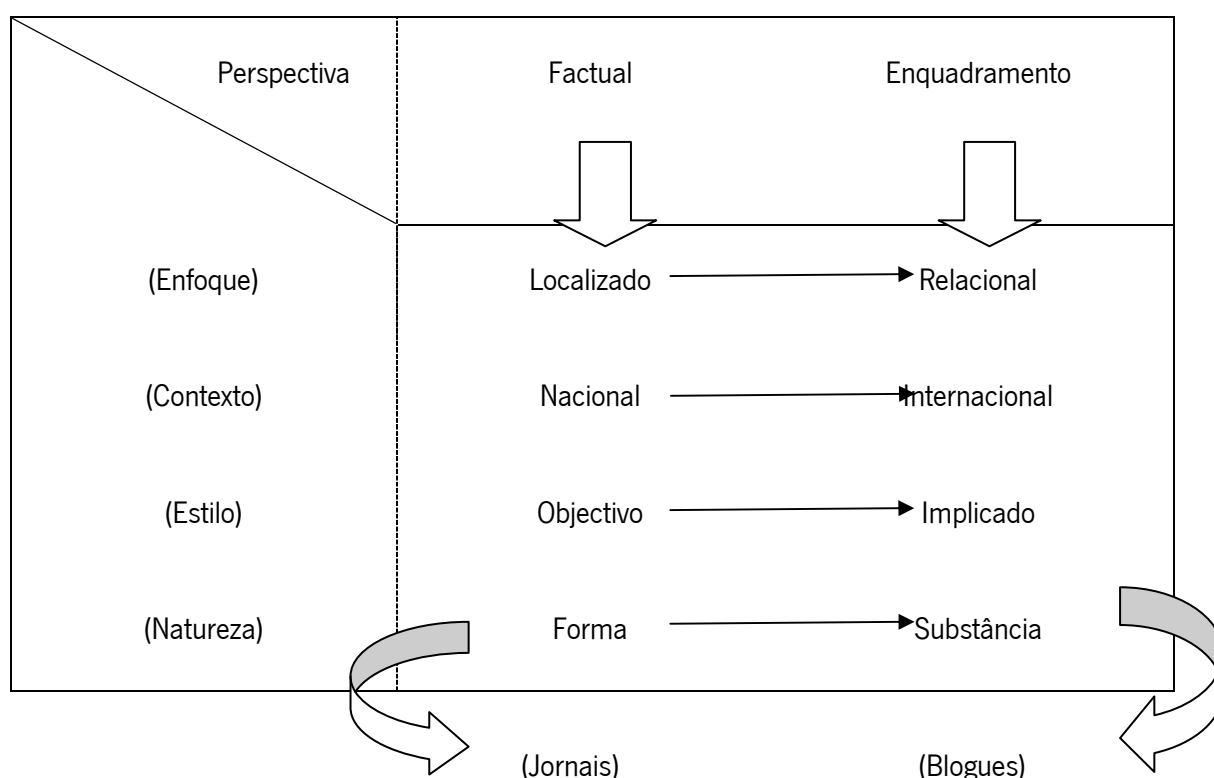 Perspectiva Factual Enquadramento
(Enfoque) Localizado Relacional
(Contexto) Nacional Internacional
(Estilo) Objectivo Implicado
(Natureza) Forma Substância
(Jornais) (Blogues)